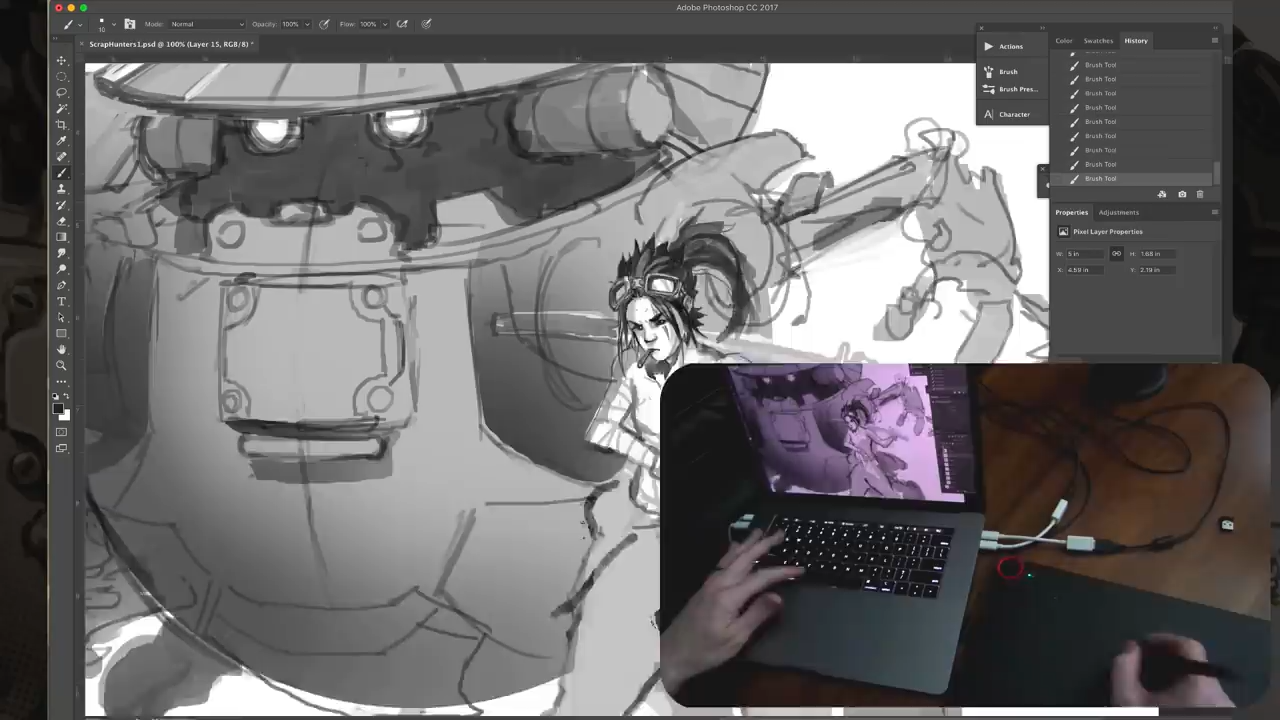 Adobe Photoshop CC 2017
10
Mode: Normal
Opacity: 100%
Flow: 100%
ScrapHunters1.psd @ 100% (Layer 15, RGB/8) *
Actions
Brush
Brush Pres...
Character
Color
Swatches
History
Brush Tool
Brush Tool
Brush Tool
Brush Tool
Brush Tool
Brush Tool
Brush Tool
Brush Tool
Brush Tool
Properties
Adjustments
Pixel Layer Properties
W: 5 in
H: 1.68 in
X: 4.59 in
Y: 2.19 in